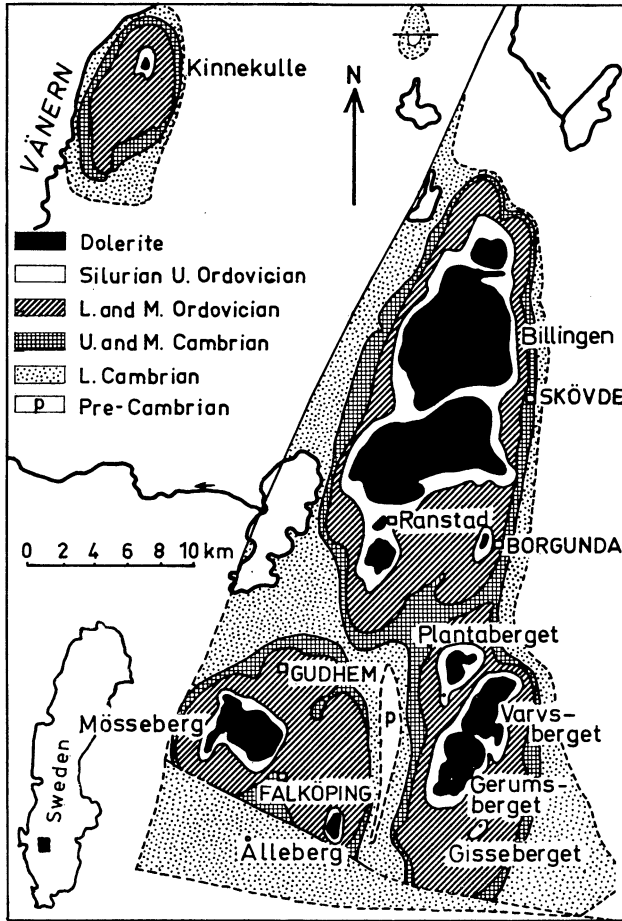 Kinnekulle
VÄNERN
N
Dolerite
Silurian U. Ordovician
L. and M. Ordovician
U. and M. Cambrian
L. Cambrian
p Pre-Cambrian
Billingen
SKÖVDE
Ranstad
BORGUNDA
0 2 4 6 8 10 km
Plantaberget
GUDHEM
p
Varvs-
berget
Mösseberg
Gerums-
berget
FALKÖPING
Ålleberg
Gisseberget
Sweden